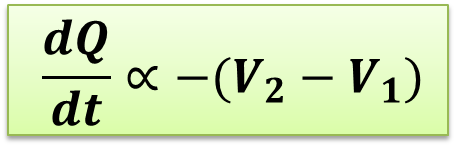 dQ/dt ∝ −(V₂ − V₁)